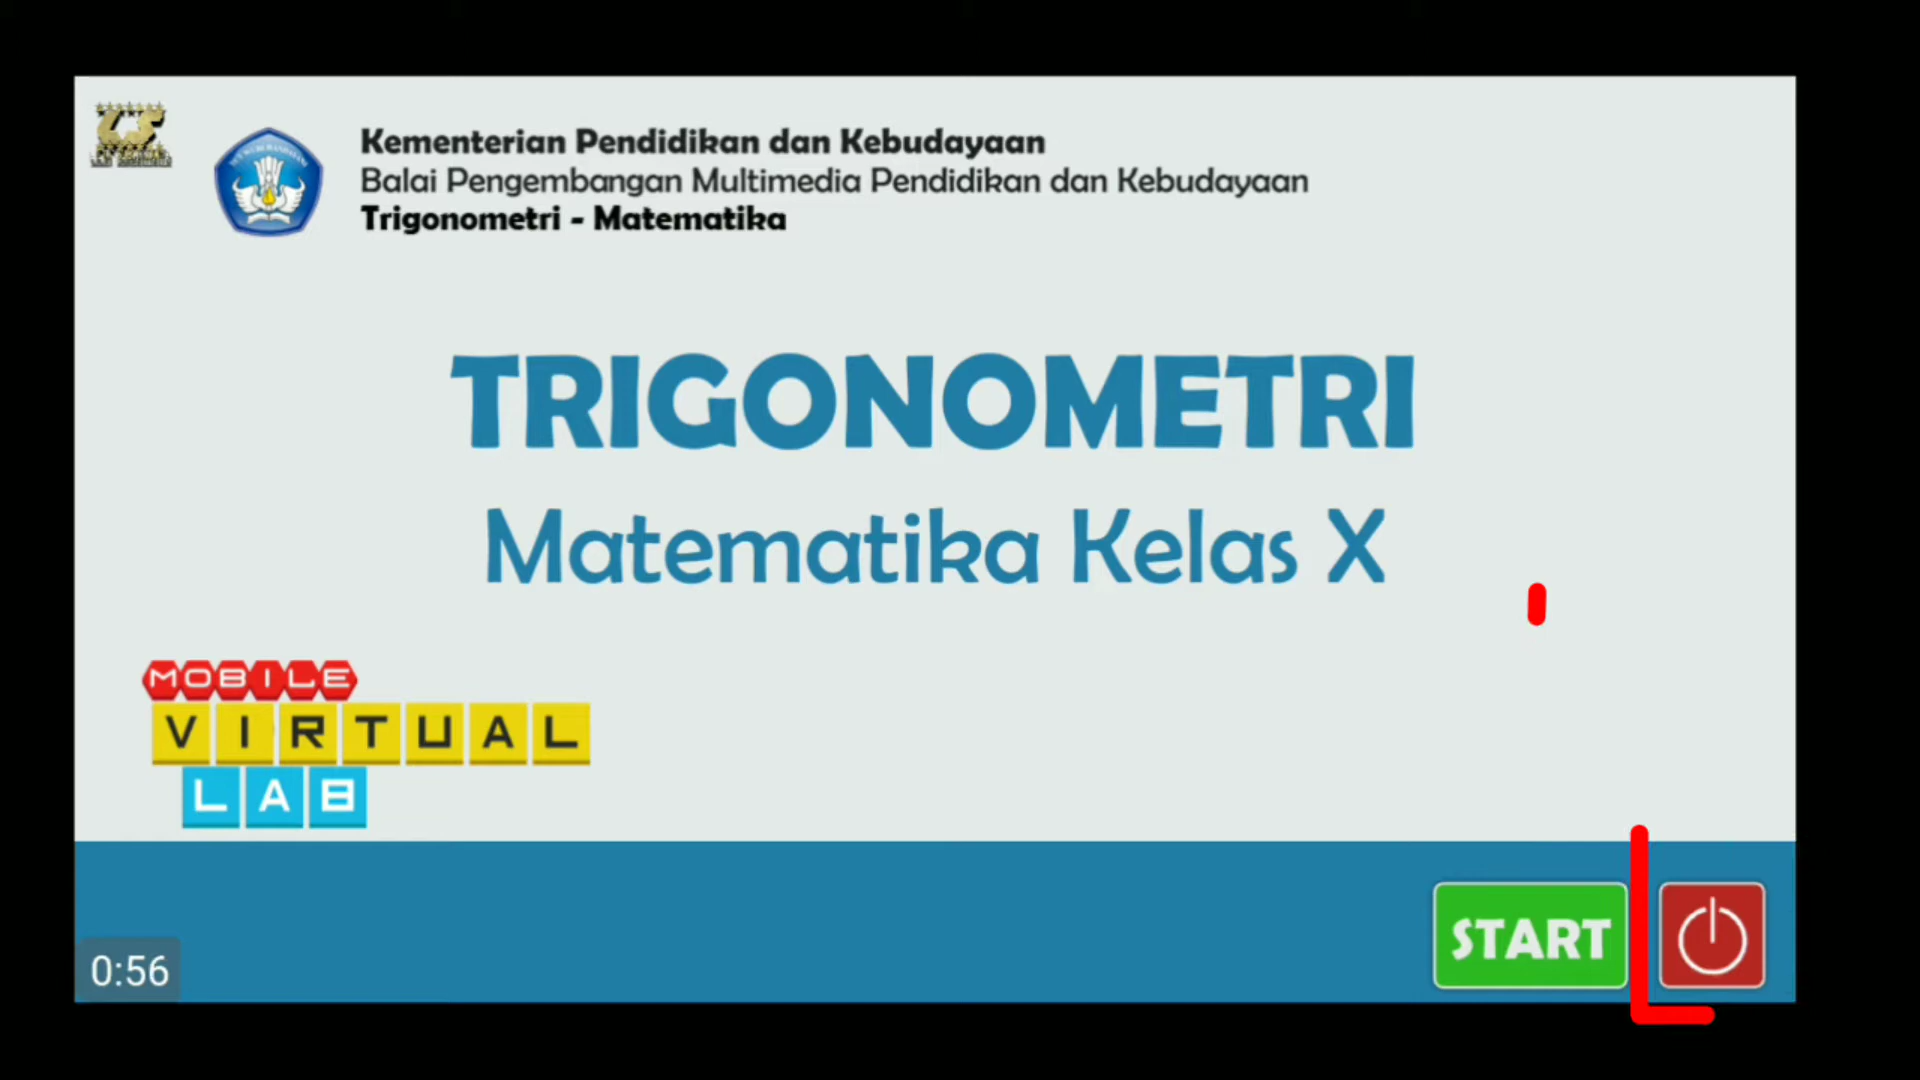 Kementerian Pendidikan dan Kebudayaan
Balai Pengembangan Multimedia Pendidikan dan Kebudayaan
Trigonometri - Matematika
TRIGONOMETRI
Matematika Kelas X
MOBILE
VIRTUAL
LAB
START
0:56